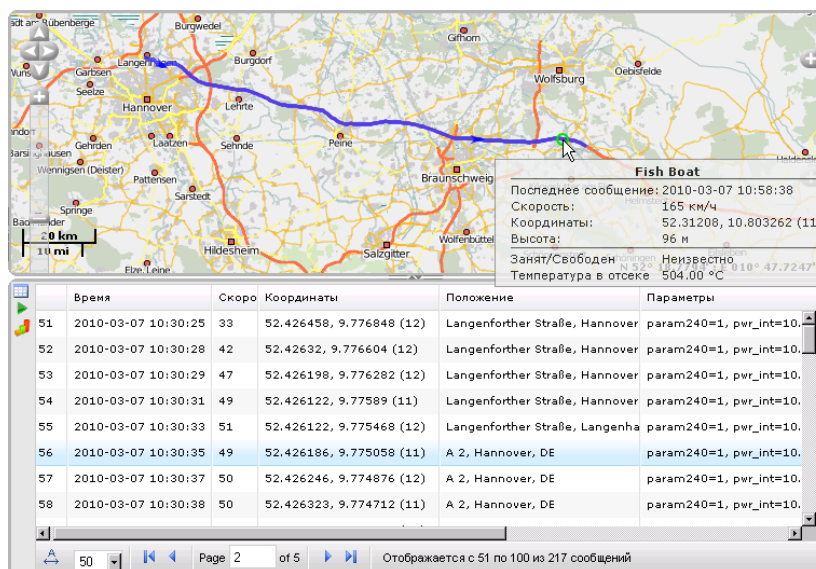 Burgwedel
Gifhorn
Garbsen
Burgdorf
Seelze
Oebisfelde
Wolfsburg
Hannover
Lehrte
Gehrden
Laatzen
Sehnde
Peine
Wennigsen (Deister)
Pattensen
Braunschweig
Sarstedt
Springe
20 km
10 mi
Hildesheim
Salzgitter
Wolfenbüttel
Elze, Leine
Fish Boat
Последнее сообщение: 2010-03-07 10:58:38
Скорость: 165 км/ч
Координаты: 52.31208, 10.803262 (11
Высота: 96 м
Занят/Свободен Неизвестно
Температура в отсеке 504.00 °C
Время Скоро Координаты Положение Параметры
51 2010-03-07 10:30:25 33 52.426458, 9.776848 (12) Langenforther Straße, Hannover param240=1, pwr_int=10.
52 2010-03-07 10:30:28 42 52.42632, 9.776604 (12) Langenforther Straße, Hannover param240=1, pwr_int=10.
53 2010-03-07 10:30:29 47 52.426198, 9.776282 (12) Langenforther Straße, Hannover param240=1, pwr_int=10.
54 2010-03-07 10:30:31 49 52.426122, 9.77589 (11) Langenforther Straße, Hannover param240=1, pwr_int=10.
55 2010-03-07 10:30:33 51 52.426122, 9.775468 (12) Langenforther Straße, Langenha param240=1, pwr_int=10.
56 2010-03-07 10:30:35 49 52.426186, 9.775058 (11) A 2, Hannover, DE param240=1, pwr_int=10.
57 2010-03-07 10:30:37 50 52.426246, 9.774876 (12) A 2, Hannover, DE param240=1, pwr_int=10.
58 2010-03-07 10:30:38 50 52.426323, 9.774712 (11) A 2, Hannover, DE param240=1, pwr_int=10.
50 Page 2 of 5 Отображается с 51 по 100 из 217 сообщений